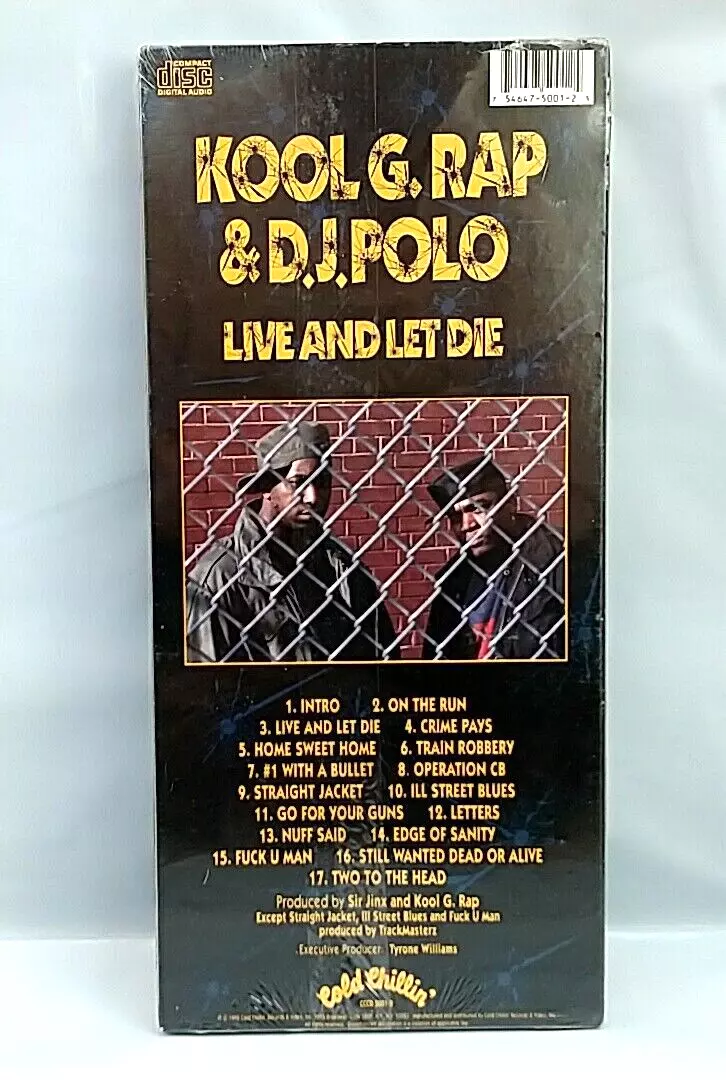 COMPACT
disc
DIGITAL AUDIO
7 54647-5001-2
KOOL G. RAP
& D.J. POLO
LIVE AND LET DIE
1. INTRO 2. ON THE RUN
3. LIVE AND LET DIE 4. CRIME PAYS
5. HOME SWEET HOME 6. TRAIN ROBBERY
7. #1 WITH A BULLET 8. OPERATION CB
9. STRAIGHT JACKET 10. ILL STREET BLUES
11. GO FOR YOUR GUNS 12. LETTERS
13. NUFF SAID 14. EDGE OF SANITY
15. FUCK U MAN 16. STILL WANTED DEAD OR ALIVE
17. TWO TO THE HEAD
Produced by Sir Jinx and Kool G. Rap
Except Straight Jacket, Ill Street Blues and Fuck U Man
produced by TrackMasterz
Executive Producer: Tyrone Williams
Cold Chillin'